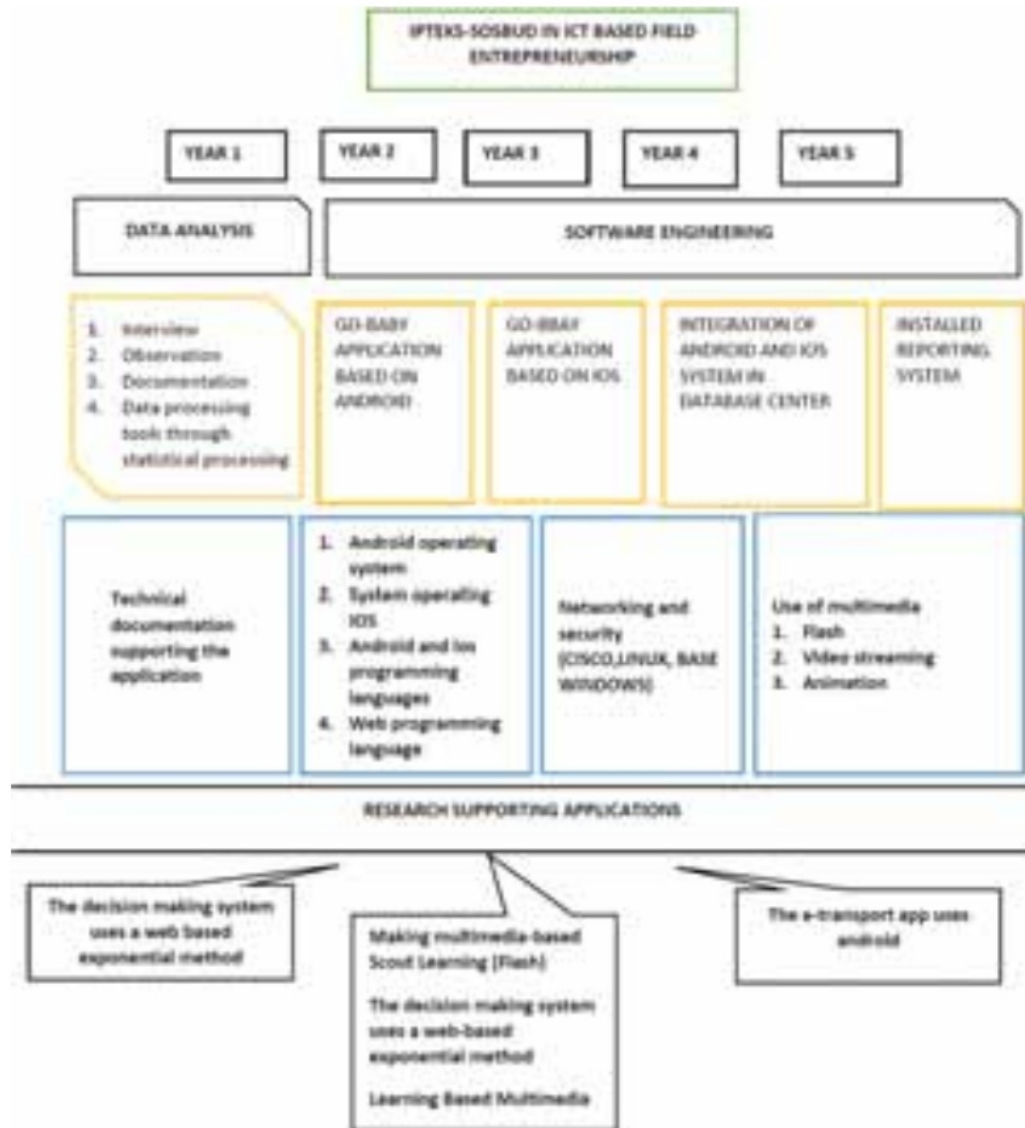 IPTEKS-SOSBUD IN ICT BASED FIELD
ENTREPRENEURSHIP
YEAR 1
YEAR 2
YEAR 3
YEAR 4
YEAR 5
DATA ANALYSIS
SOFTWARE ENGINEERING
1. Interview
2. Observation
3. Documentation
4. Data processing
tools through
statistical processing
GO-BABY
APPLICATION
BASED ON
ANDROID
GO-BBAY
APPLICATION
BASED ON IOS
INTEGRATION OF
ANDROID AND IOS
SYSTEM IN
DATABASE CENTER
INSTALLED
REPORTING
SYSTEM
Technical
documentation
supporting the
application
1. Android operating
system
2. System operating
IOS
3. Android and Ios
programming
languages
4. Web programming
language
Networking and
security
(CISCO,LINUX, BASE
WINDOWS)
Use of multimedia
1. Flash
2. Video streaming
3. Animation
RESEARCH SUPPORTING APPLICATIONS
The decision making system
uses a web based
exponential method
Making multimedia-based
Scout Learning (Flash)
The decision making system
uses a web-based
exponential method
Learning Based Multimedia
The e-transport app uses
android